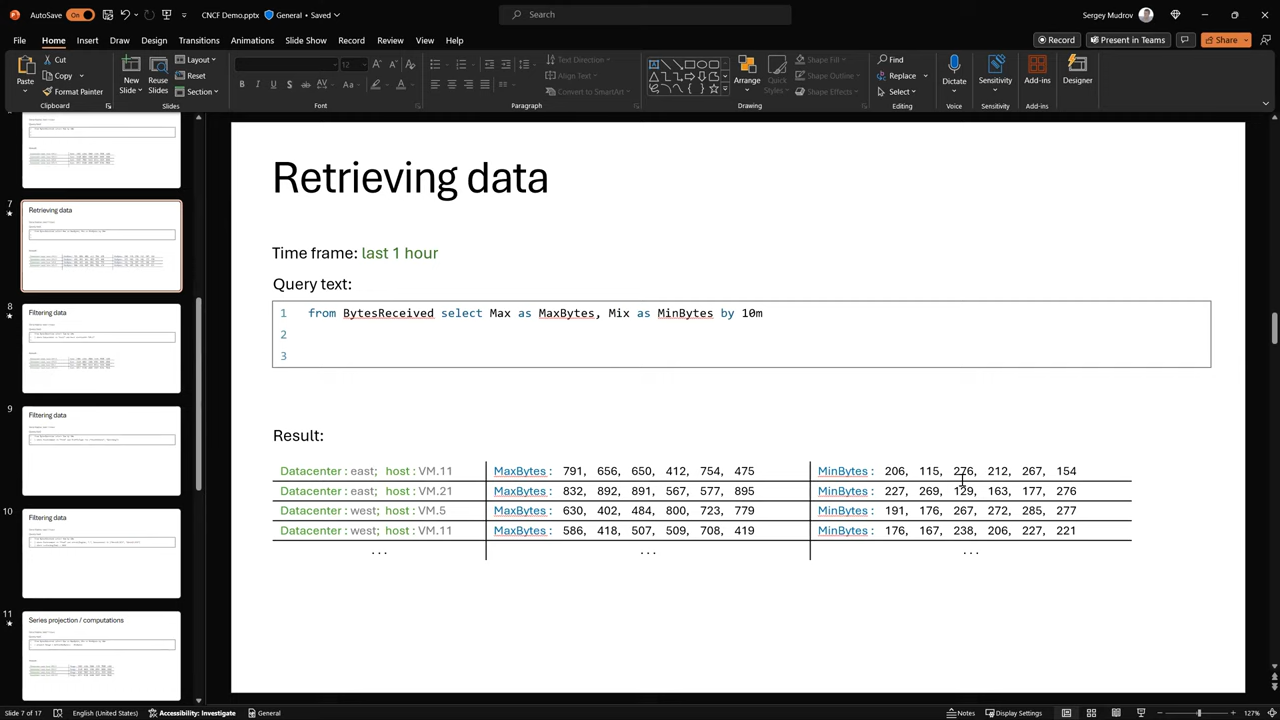 AutoSave On CNCF Demo.pptx General • Saved Search Sergey Mudrov
File Home Insert Draw Design Transitions Animations Slide Show Record Review View Help Record Present in Teams Share
Paste Cut Copy Format Painter Clipboard
New Slides Reuse Slides Layout Reset Section Slides
12 Font
Text Direction Align Text Convert to SmartArt Paragraph
Arrange Quick Styles Shape Fill Shape Outline Shape Effects Drawing
Find Replace Select Editing
Dictate Voice
Sensitivity Sensitivity
Add-ins Add-ins
Designer
7 Retrieving data
8 Filtering data
9 Filtering data
10 Filtering data
11 Series projection / computations
Retrieving data
Time frame: last 1 hour
Query text:
1 from BytesReceived select Max as MaxBytes, Mix as MinBytes by 10m
2
3
Result:
Datacenter : east; host : VM.11 MaxBytes : 791, 656, 650, 412, 754, 475 MinBytes : 206, 115, 276, 212, 267, 154
Datacenter : east; host : VM.21 MaxBytes : 832, 892, 891, 567, 577, 895 MinBytes : 227, 269, 129, 163, 177, 276
Datacenter : west; host : VM.5 MaxBytes : 630, 402, 484, 800, 723, 779 MinBytes : 191, 176, 267, 272, 285, 277
Datacenter : west; host : VM.11 MaxBytes : 586, 418, 507, 509, 708, 419 MinBytes : 176, 167, 238, 206, 227, 221
... ... ...
Slide 7 of 17 English (United States) Accessibility: Investigate General Notes Display Settings 127%